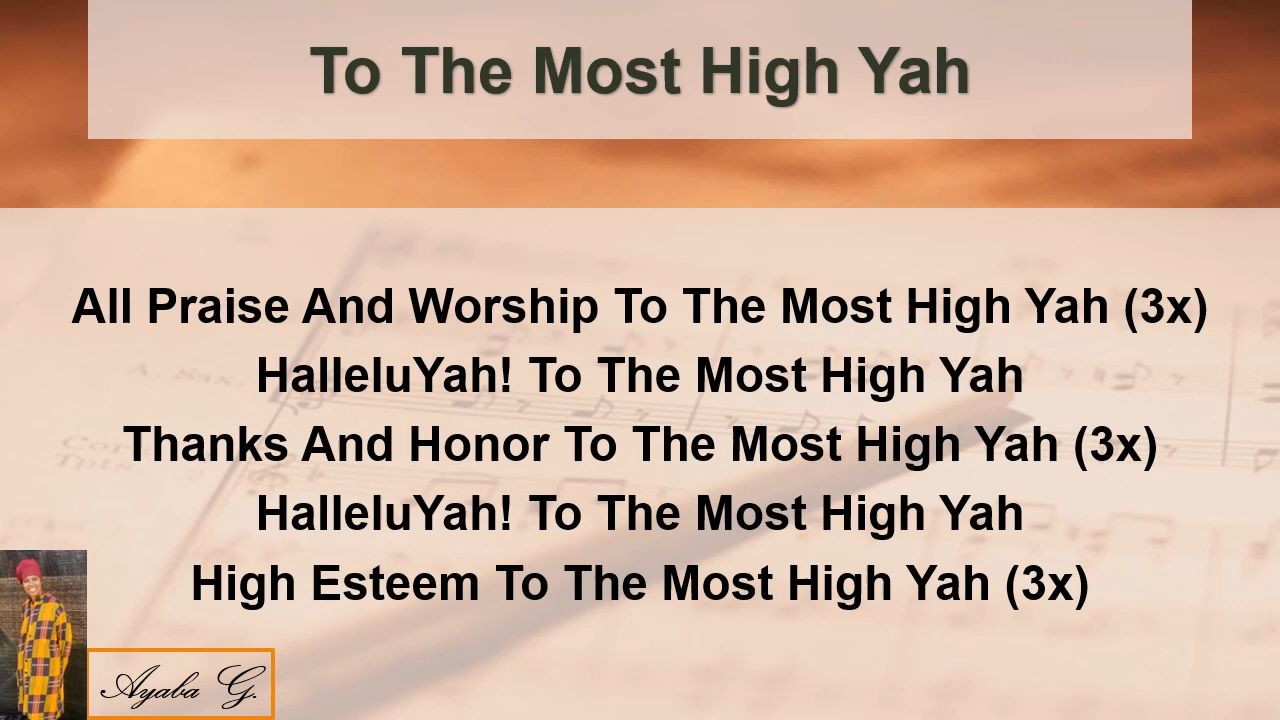 To The Most High Yah
All Praise And Worship To The Most High Yah (3x)
HalleluYah! To The Most High Yah
Thanks And Honor To The Most High Yah (3x)
HalleluYah! To The Most High Yah
High Esteem To The Most High Yah (3x)
A. Sax.
Tpts
Ayaba G.